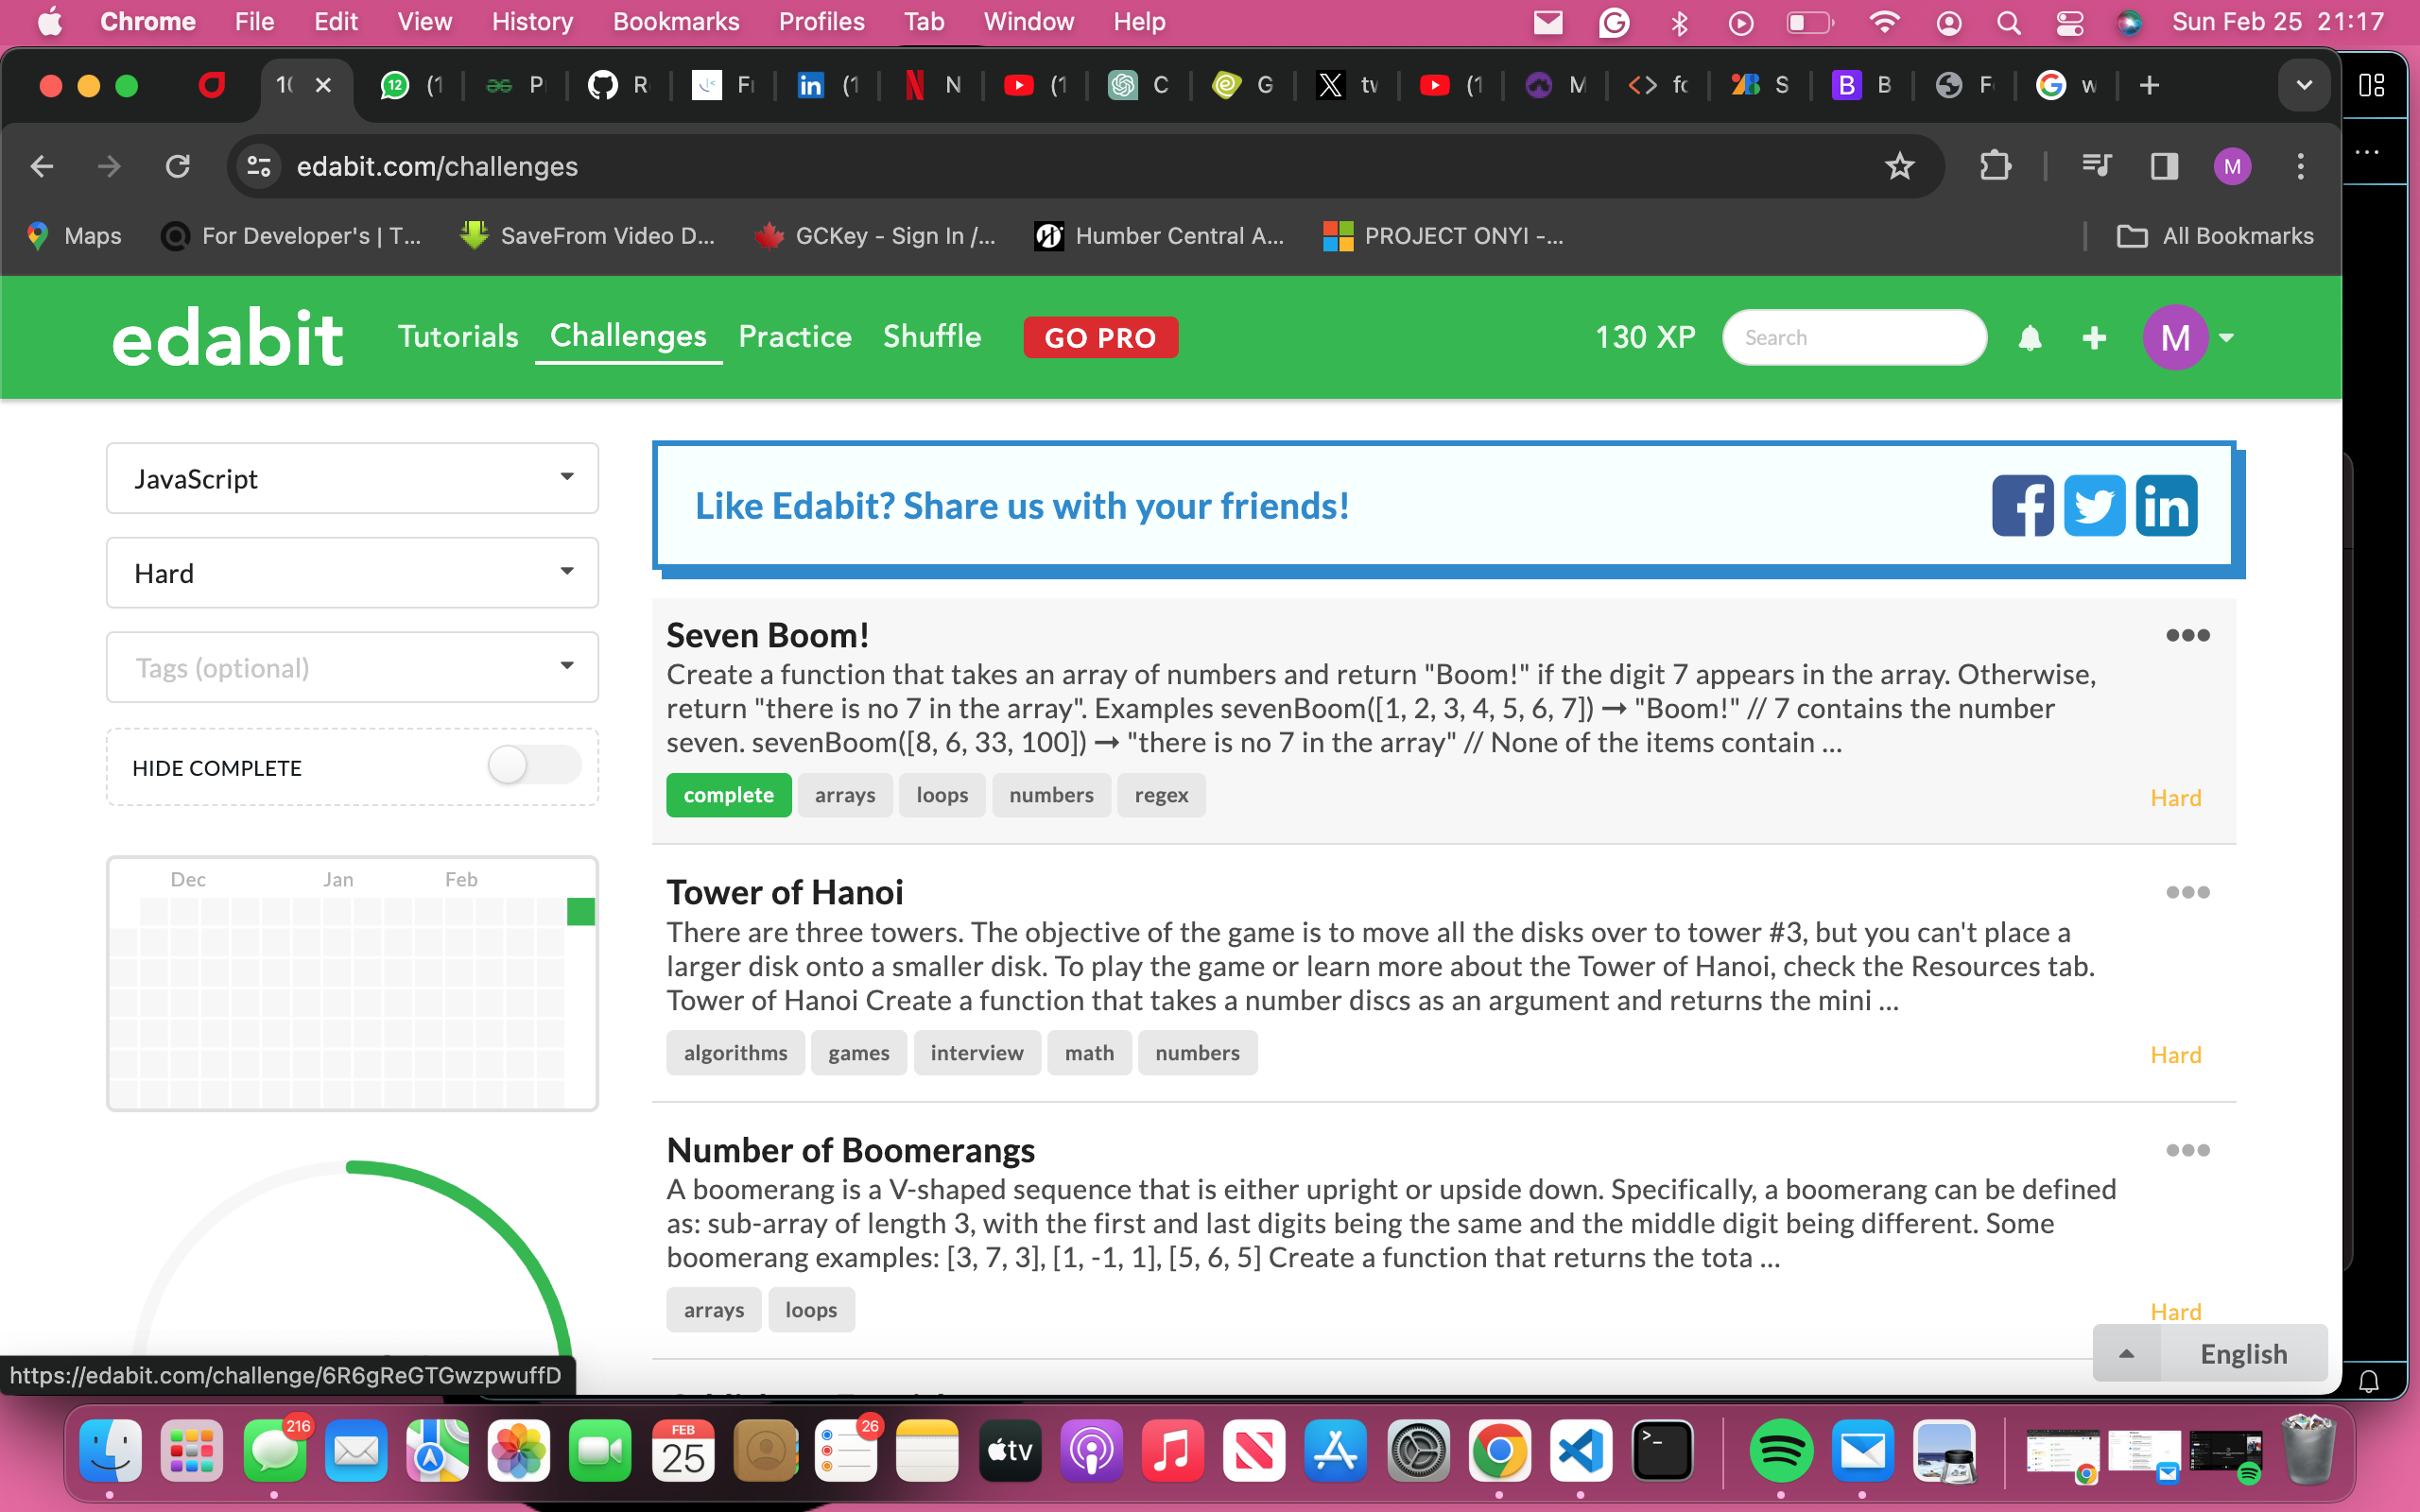 Chrome File Edit View History Bookmarks Profiles Tab Window Help Sun Feb 25 21:17
1( 12 (1 P R F (1 N (1 C G tv (1 M fc S B B F G w
edabit.com/challenges M
Maps For Developer's | T... SaveFrom Video D... GCKey - Sign In /... Humber Central A... PROJECT ONYI -... All Bookmarks
edabit Tutorials Challenges Practice Shuffle GO PRO 130 XP Search M
JavaScript
Hard
Tags (optional)
HIDE COMPLETE
Dec Jan Feb
Like Edabit? Share us with your friends!
Seven Boom!
Create a function that takes an array of numbers and return "Boom!" if the digit 7 appears in the array. Otherwise,
return "there is no 7 in the array". Examples sevenBoom([1, 2, 3, 4, 5, 6, 7]) ➞ "Boom!" // 7 contains the number
seven. sevenBoom([8, 6, 33, 100]) ➞ "there is no 7 in the array" // None of the items contain ...
complete arrays loops numbers regex
Hard
Tower of Hanoi
There are three towers. The objective of the game is to move all the disks over to tower #3, but you can't place a
larger disk onto a smaller disk. To play the game or learn more about the Tower of Hanoi, check the Resources tab.
Tower of Hanoi Create a function that takes a number discs as an argument and returns the mini ...
algorithms games interview math numbers
Hard
Number of Boomerangs
A boomerang is a V-shaped sequence that is either upright or upside down. Specifically, a boomerang can be defined
as: sub-array of length 3, with the first and last digits being the same and the middle digit being different. Some
boomerang examples: [3, 7, 3], [1, -1, 1], [5, 6, 5] Create a function that returns the tota ...
arrays loops
Hard
English
https://edabit.com/challenge/6R6gReGTGwzpwuffD
216 FEB 25 26 tv